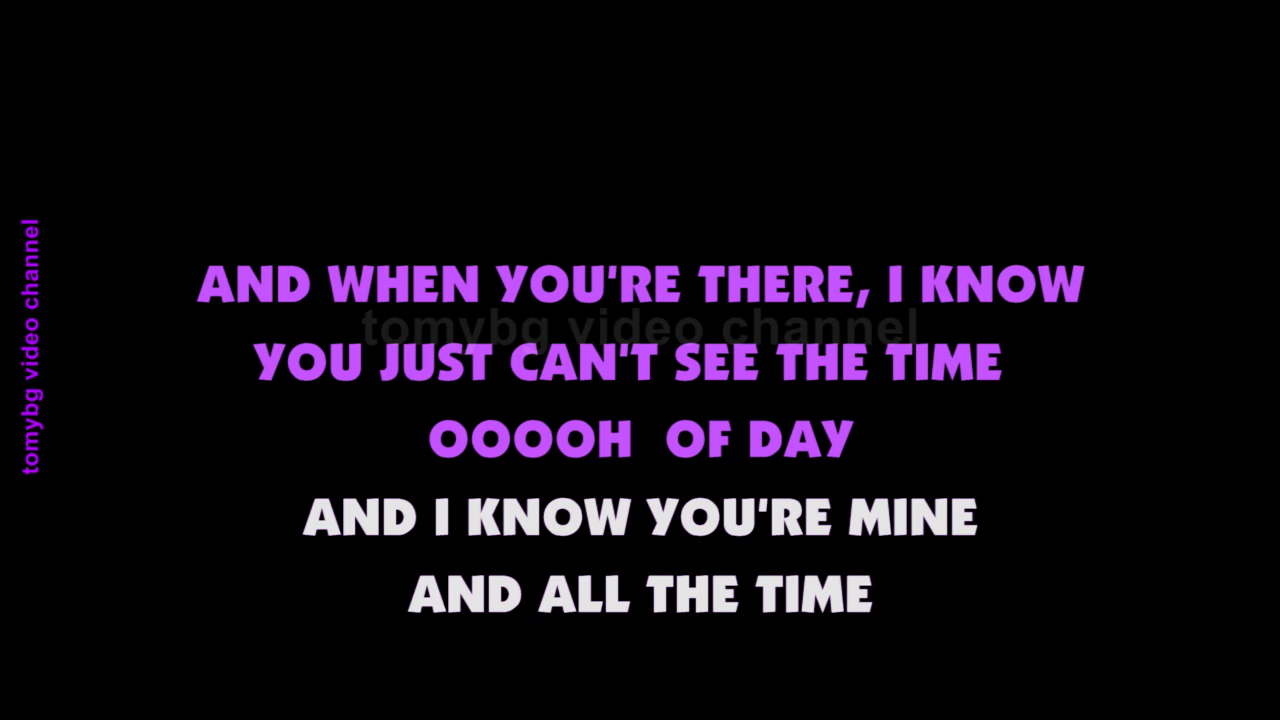 AND WHEN YOU'RE THERE, I KNOW
tomybg video channel
YOU JUST CAN'T SEE THE TIME
OOOOH  OF DAY
AND I KNOW YOU'RE MINE
AND ALL THE TIME
tomybg video channel